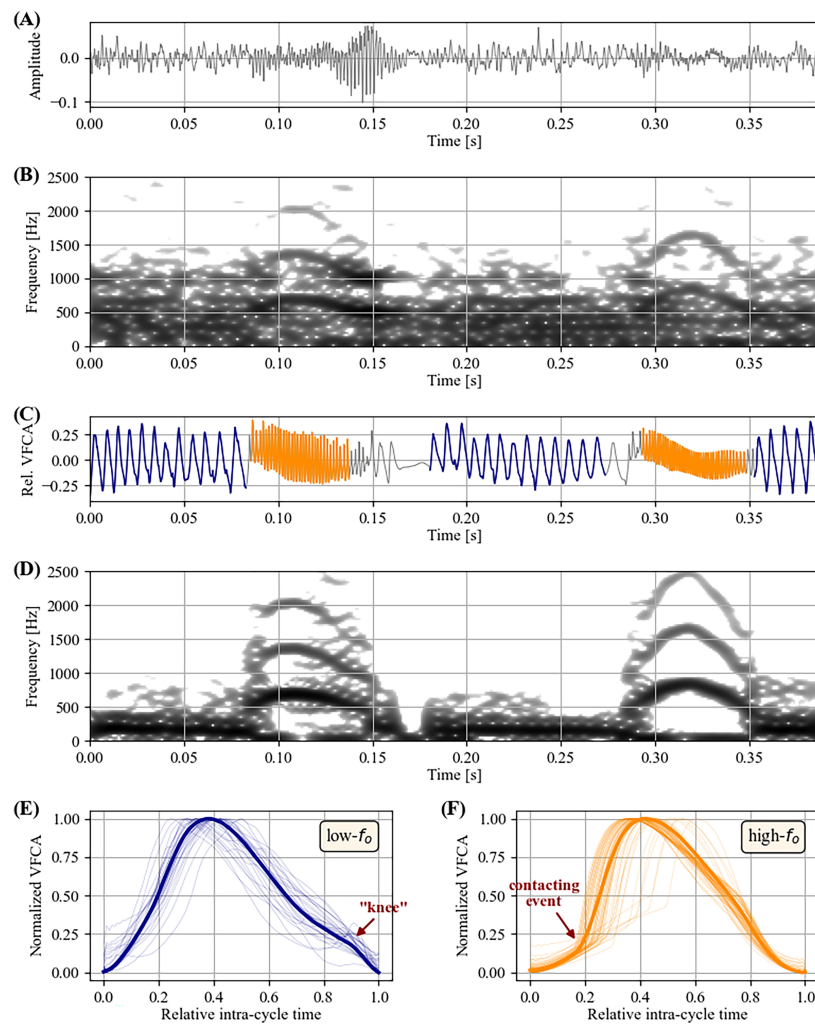 (A)
Amplitude
0.0
−0.1
0.00 0.05 0.10 0.15 0.20 0.25 0.30 0.35
Time [s]
(B)
Frequency [Hz]
2500
2000
1500
1000
500
0
0.00 0.05 0.10 0.15 0.20 0.25 0.30 0.35
Time [s]
(C)
Rel. VFCA
0.25
0.00
−0.25
0.00 0.05 0.10 0.15 0.20 0.25 0.30 0.35
Time [s]
(D)
Frequency [Hz]
2500
2000
1500
1000
500
0
0.00 0.05 0.10 0.15 0.20 0.25 0.30 0.35
Time [s]
(E)
Normalized VFCA
1.00
0.75
0.50
0.25
0.00
low-fo
"knee"
0.0 0.2 0.4 0.6 0.8 1.0
Relative intra-cycle time
(F)
Normalized VFCA
1.00
0.75
0.50
0.25
0.00
high-fo
contacting
event
0.0 0.2 0.4 0.6 0.8 1.0
Relative intra-cycle time